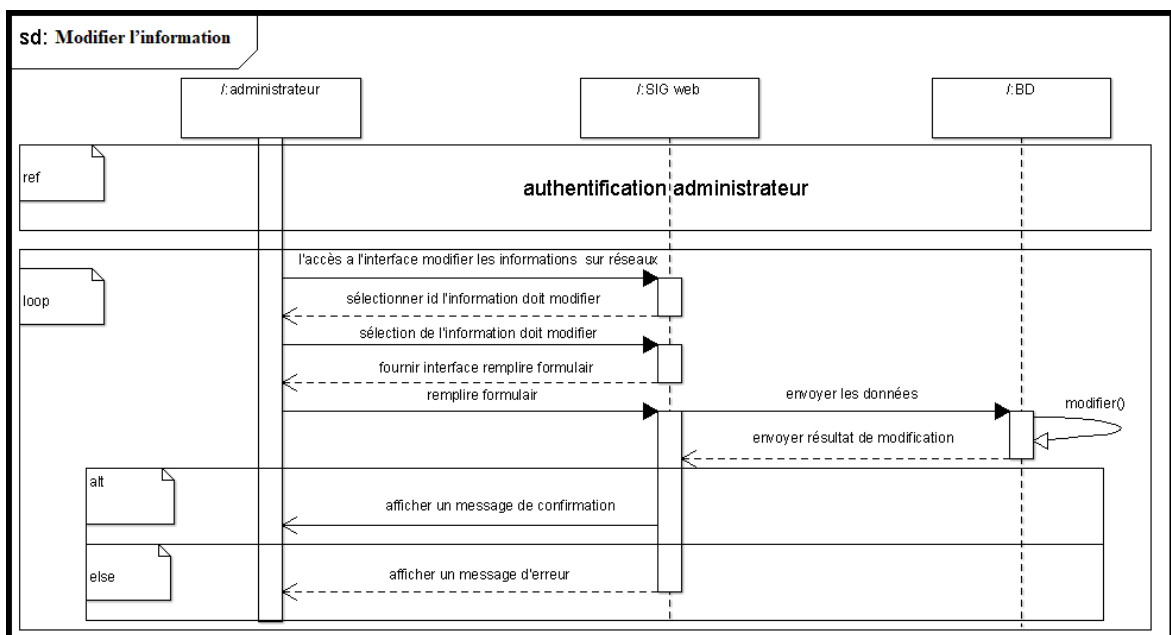 sd: Modifier l'information
/:administrateur
/:SIG web
/:BD
ref
authentification administrateur
loop
l'accès a l'interface modifier les informations sur réseaux
sélectionner id l'information doit modifier
sélection de l'information doit modifier
fournir interface remplire formulair
remplire formulair
envoyer les données
modifier()
envoyer résultat de modification
alt
afficher un message de confirmation
else
afficher un message d'erreur